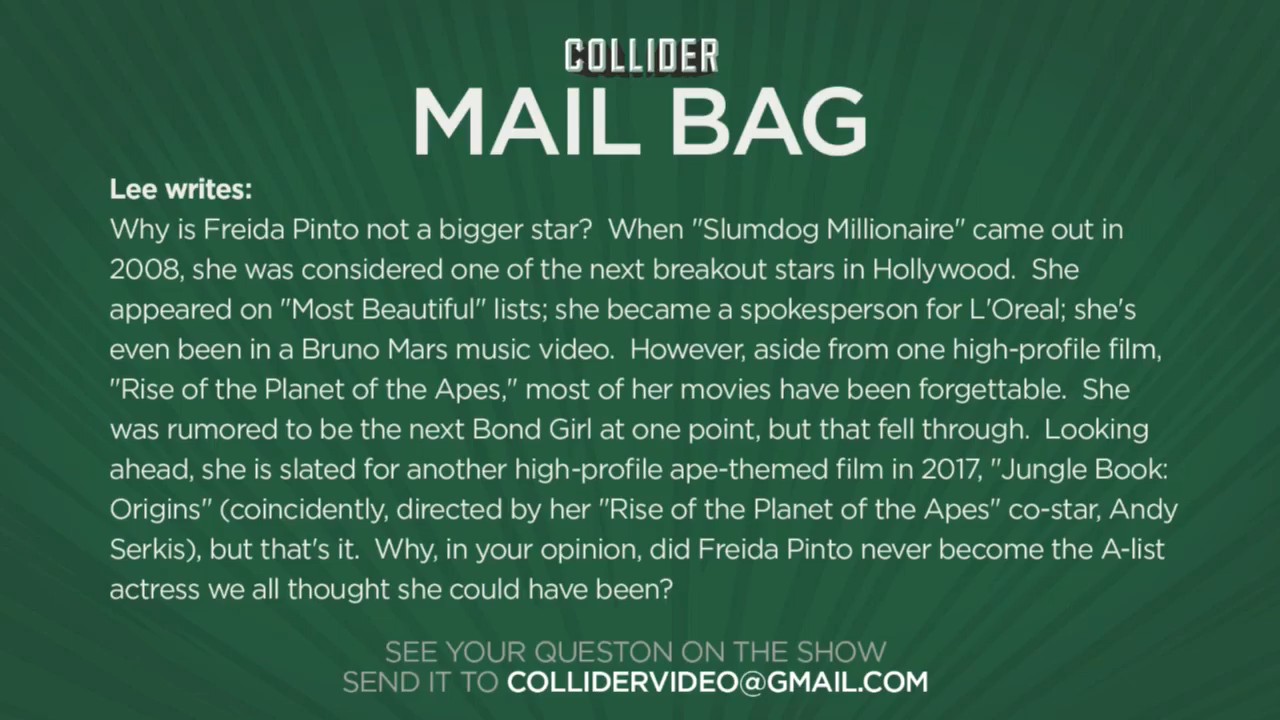 COLLIDER
MAIL BAG
Lee writes:
Why is Freida Pinto not a bigger star?  When "Slumdog Millionaire" came out in
2008, she was considered one of the next breakout stars in Hollywood.  She
appeared on "Most Beautiful" lists; she became a spokesperson for L'Oreal; she's
even been in a Bruno Mars music video.  However, aside from one high-profile film,
"Rise of the Planet of the Apes," most of her movies have been forgettable.  She
was rumored to be the next Bond Girl at one point, but that fell through.  Looking
ahead, she is slated for another high-profile ape-themed film in 2017, "Jungle Book:
Origins" (coincidently, directed by her "Rise of the Planet of the Apes" co-star, Andy
Serkis), but that's it.  Why, in your opinion, did Freida Pinto never become the A-list
actress we all thought she could have been?
SEE YOUR QUESTON ON THE SHOW
SEND IT TO COLLIDERVIDEO@GMAIL.COM